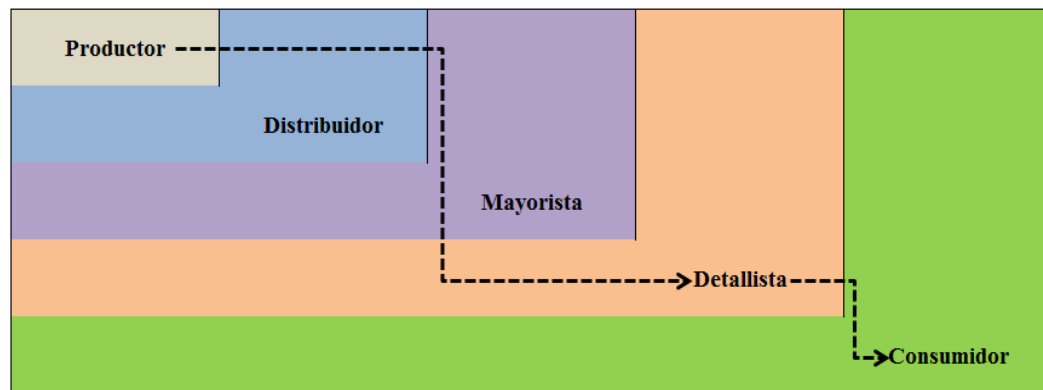 Productor
Distribuidor
Mayorista
Detallista
Consumidor